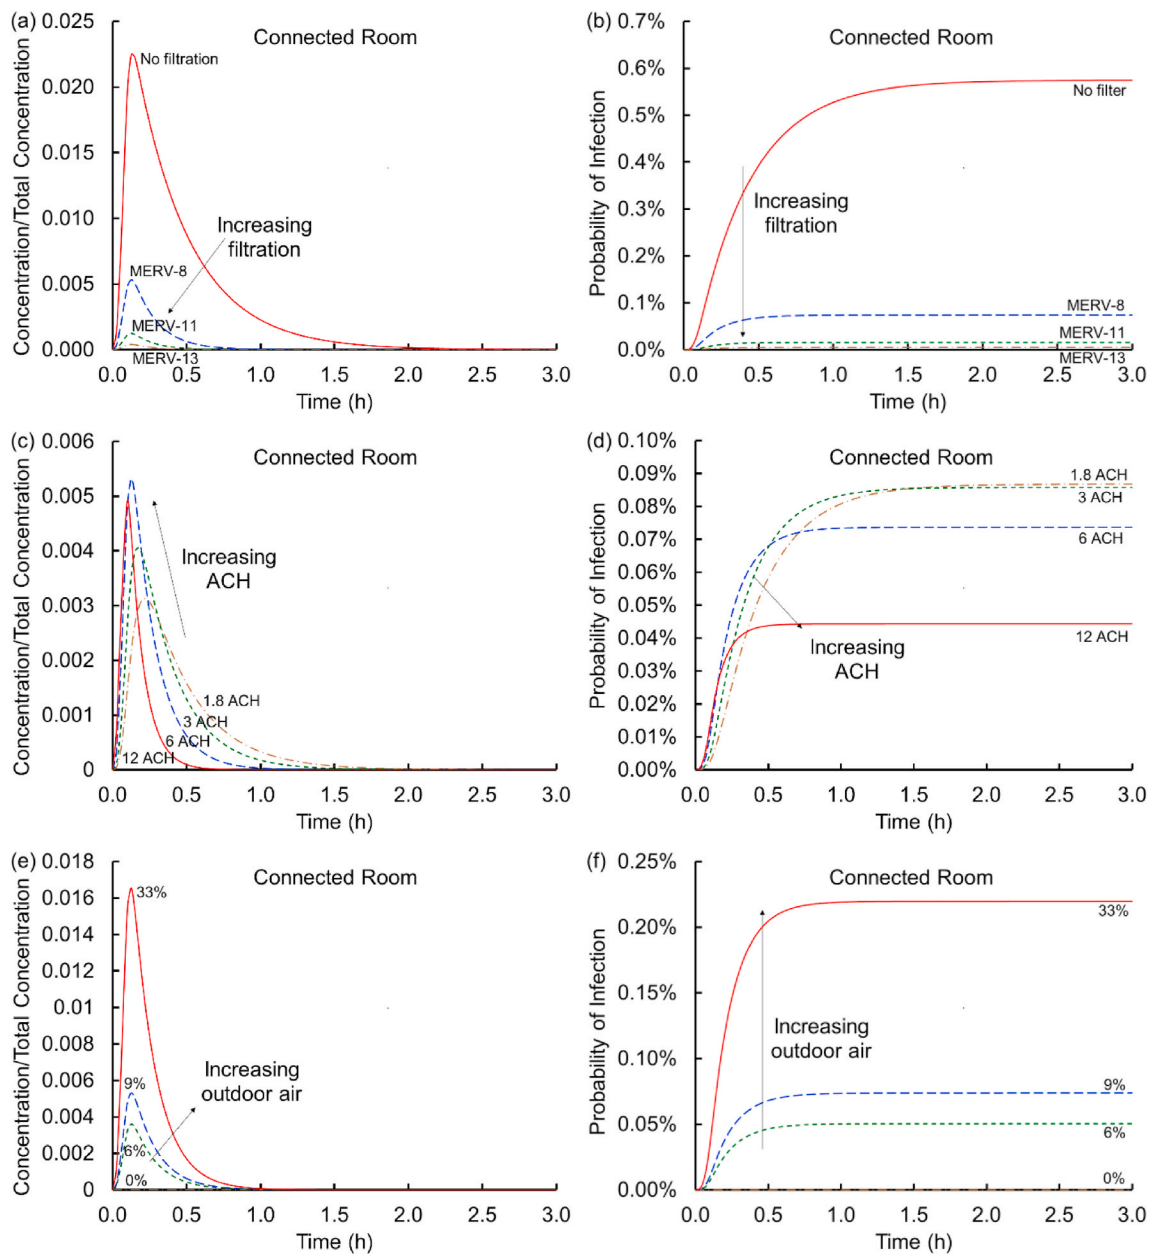 (a)
Concentration/Total Concentration
0.025
0.020
0.015
0.010
0.005
0.000
Connected Room
No filtration
Increasing
filtration
MERV-8
MERV-11
MERV-13
0.0 0.5 1.0 1.5 2.0 2.5 3.0
Time (h)
(b)
Probability of Infection
0.7%
0.6%
0.5%
0.4%
0.3%
0.2%
0.1%
0.0%
Connected Room
No filter
Increasing
filtration
MERV-8
MERV-11
MERV-13
0.0 0.5 1.0 1.5 2.0 2.5 3.0
Time (h)
(c)
Concentration/Total Concentration
0.006
0.005
0.004
0.003
0.002
0.001
0
Connected Room
Increasing
ACH
1.8 ACH
3 ACH
6 ACH
12 ACH
0.0 0.5 1.0 1.5 2.0 2.5 3.0
Time (h)
(d)
Probability of Infection
0.10%
0.09%
0.08%
0.07%
0.06%
0.05%
0.04%
0.03%
0.02%
0.01%
0.00%
Connected Room
1.8 ACH
3 ACH
6 ACH
12 ACH
Increasing
ACH
0.0 0.5 1.0 1.5 2.0 2.5 3.0
Time (h)
(e)
Concentration/Total Concentration
0.018
0.016
0.014
0.012
0.01
0.008
0.006
0.004
0.002
0
Connected Room
33%
Increasing
outdoor air
9%
6%
0%
0.0 0.5 1.0 1.5 2.0 2.5 3.0
Time (h)
(f)
Probability of Infection
0.25%
0.20%
0.15%
0.10%
0.05%
0.00%
Connected Room
33%
Increasing
outdoor air
9%
6%
0%
0.0 0.5 1.0 1.5 2.0 2.5 3.0
Time (h)